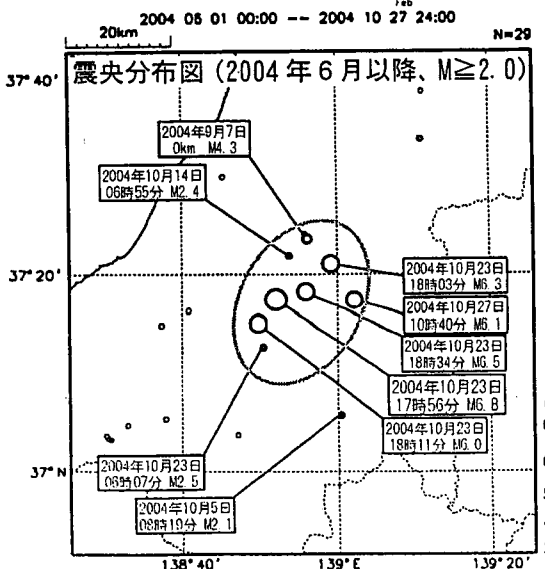 Feb
2004 06 01 00:00 -- 2004 10 27 24:00
20km
N=29
37°40'
震央分布図(2004年6月以降、M≧2.0)
2004年9月7日
0km M4.3
2004年10月14日
06時55分 M2.4
37°20'
2004年10月23日
18時03分 M6.3
2004年10月27日
10時40分 M6.1
2004年10月23日
18時34分 M6.5
2004年10月23日
17時56分 M6.8
2004年10月23日
18時11分 M6.0
2004年10月23日
06時07分 M2.5
37°N
2004年10月5日
08時19分 M2.1
138°40'
139°E
139°20'